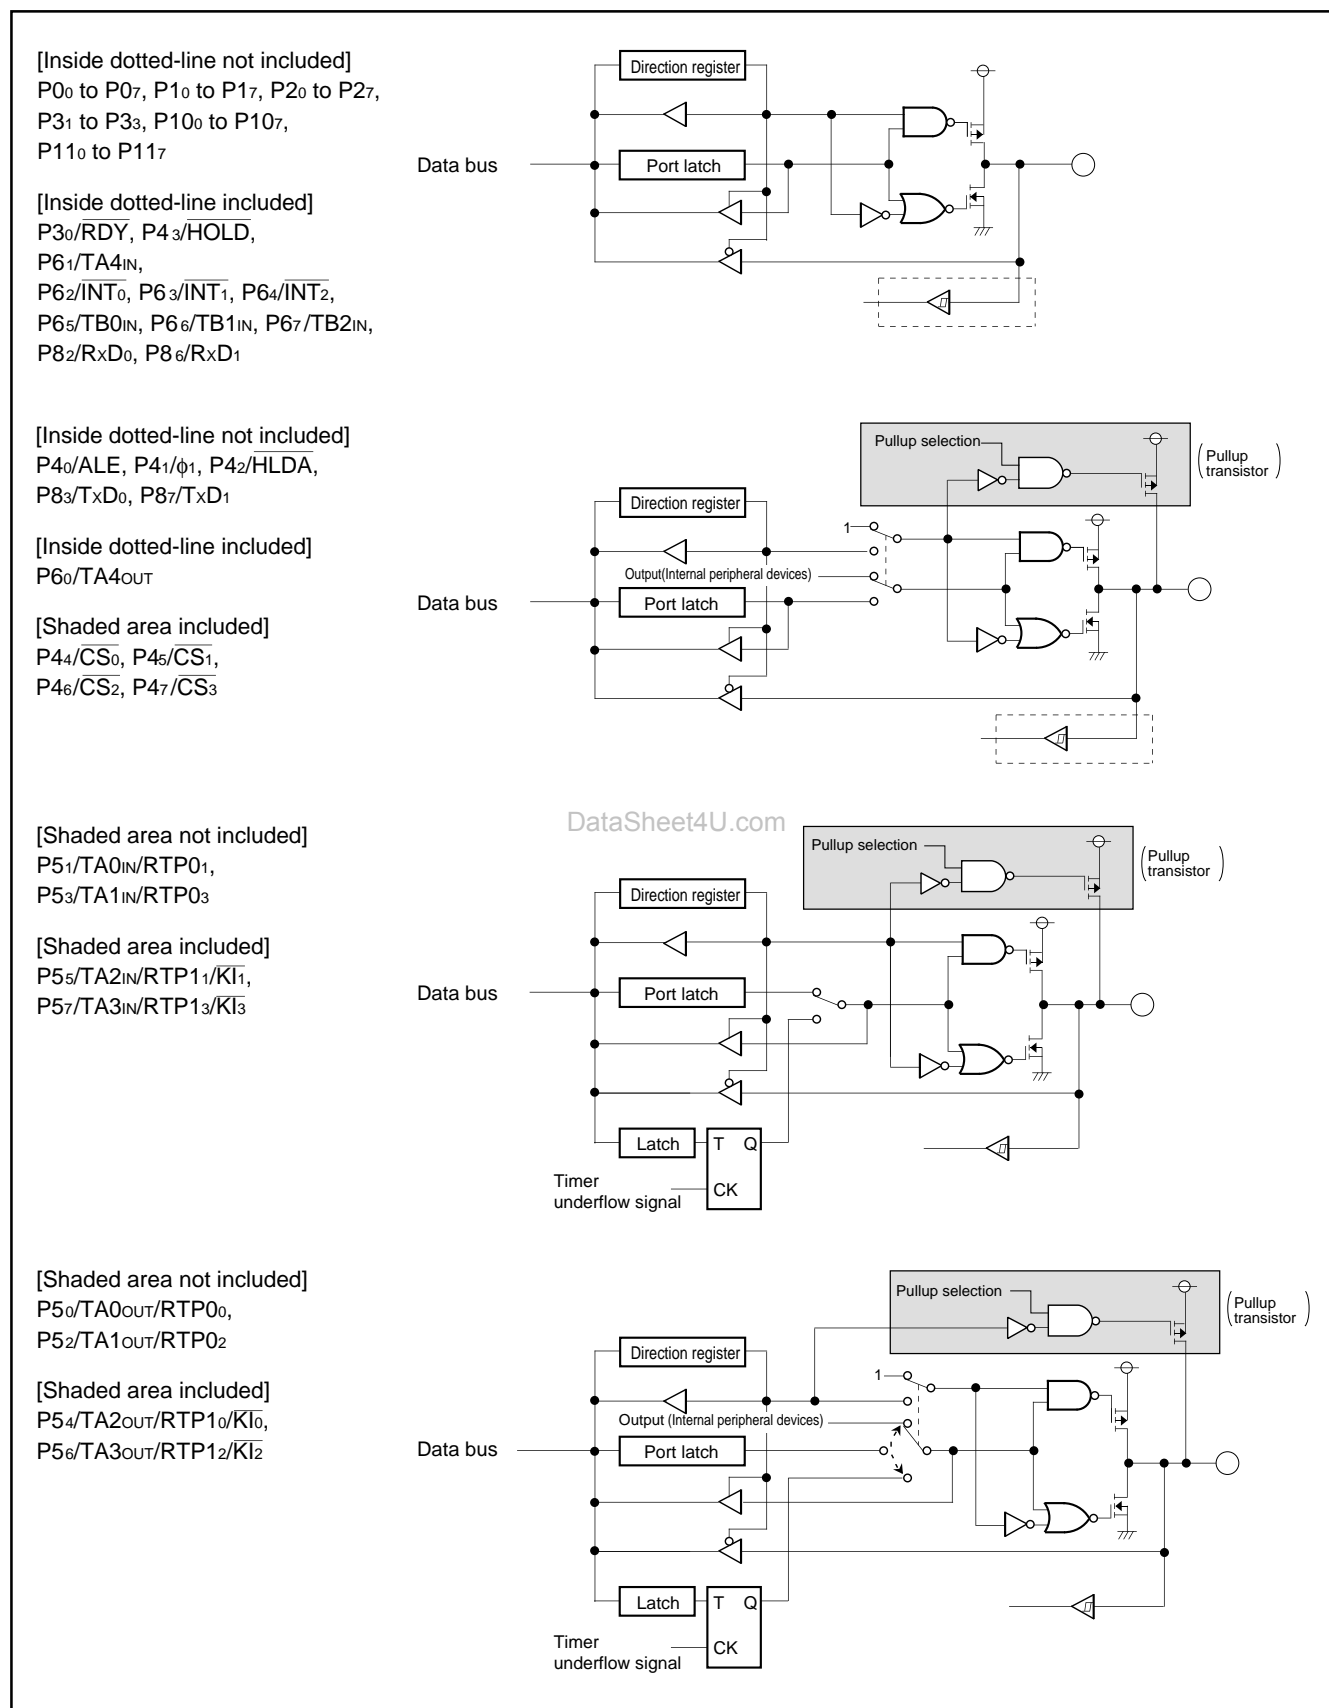 [Inside dotted-line not included]
P00 to P07, P10 to P17, P20 to P27,
P31 to P33, P100 to P107,
P110 to P117
[Inside dotted-line included]
P30/RDY, P43/HOLD,
P61/TA4IN,
P62/INT0, P63/INT1, P64/INT2,
P65/TB0IN, P66/TB1IN, P67/TB2IN,
P82/RxD0, P86/RxD1
Direction register
Data bus
Port latch
[Inside dotted-line not included]
P40/ALE, P41/φ1, P42/HLDA,
P83/TxD0, P87/TxD1
[Inside dotted-line included]
P60/TA4OUT
[Shaded area included]
P44/CS0, P45/CS1,
P46/CS2, P47/CS3
Pullup selection
(Pullup
transistor)
Direction register
1
Output(Internal peripheral devices)
Data bus
Port latch
DataSheet4U.com
[Shaded area not included]
P51/TA0IN/RTP01,
P53/TA1IN/RTP03
[Shaded area included]
P55/TA2IN/RTP11/KI1,
P57/TA3IN/RTP13/KI3
Pullup selection
(Pullup
transistor)
Direction register
Data bus
Port latch
Latch
T Q
CK
Timer
underflow signal
[Shaded area not included]
P50/TA0OUT/RTP00,
P52/TA1OUT/RTP02
[Shaded area included]
P54/TA2OUT/RTP10/KI0,
P56/TA3OUT/RTP12/KI2
Pullup selection
(Pullup
transistor)
Direction register
1
Output (Internal peripheral devices)
Data bus
Port latch
Latch
T Q
CK
Timer
underflow signal